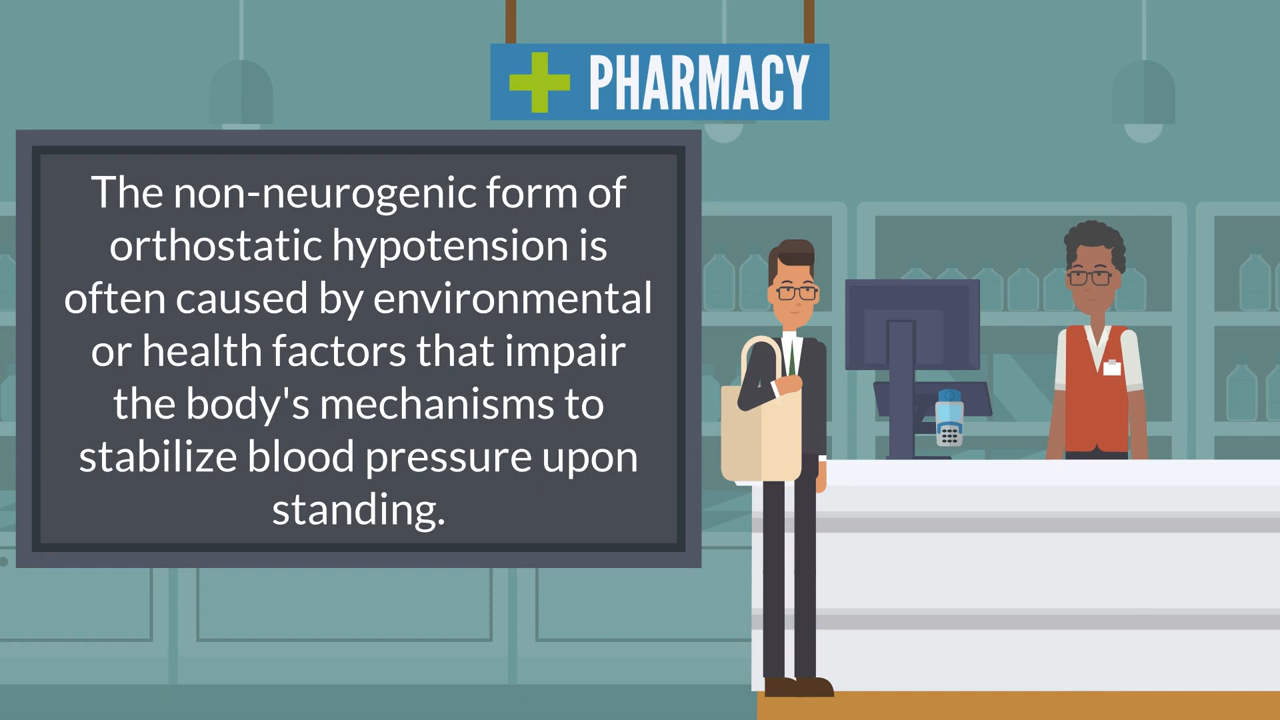 PHARMACY
The non-neurogenic form of
orthostatic hypotension is
often caused by environmental
or health factors that impair
the body's mechanisms to
stabilize blood pressure upon
standing.